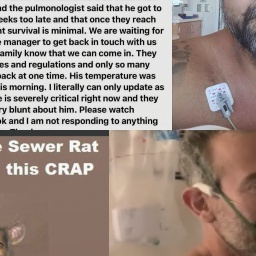 nd the pulmonologist said that he got to
eeks too late and that once they reach
nt survival is minimal. We are waiting for
e manager to get back in touch with us
amily know that we can come in. They
es and regulations and only so many
back at one time. His temperature was
is morning. I literally can only update as
e is severely critical right now and they
ry blunt about him. Please watch
ok and I am not responding to anything
e Sewer Rat
this CRAP